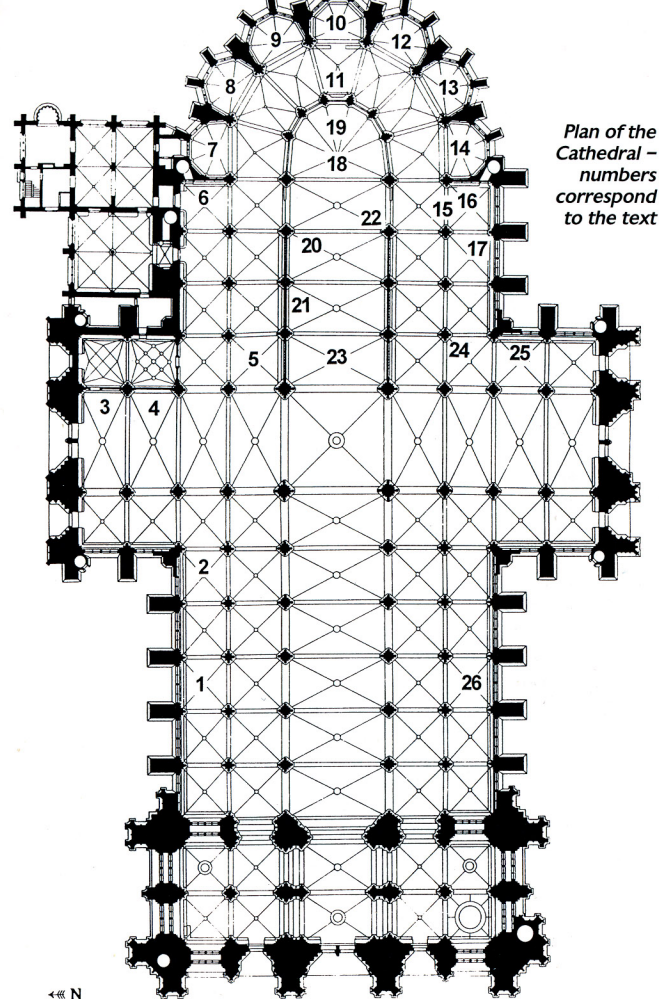 10
9 12
11
8 13
19
7 14
18
6 16
15
22
20 17
21
5 23 24 25
3 4
2
1 26
N
Plan of the
Cathedral –
numbers
correspond
to the text